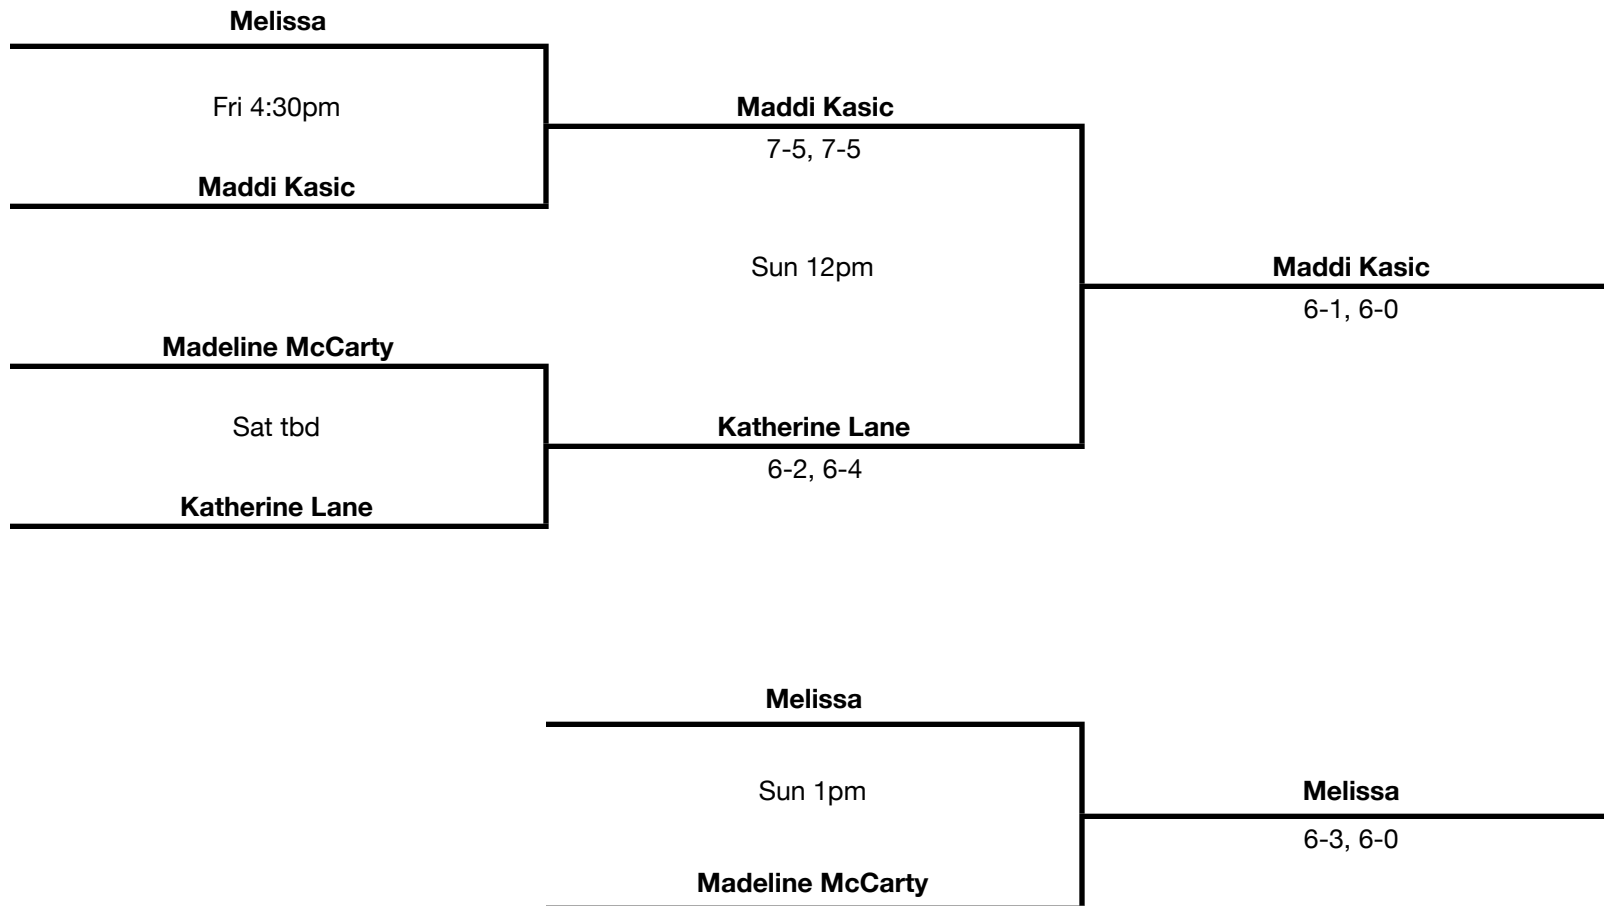 Melissa
Fri 4:30pm
Maddi Kasic
Maddi Kasic
7-5, 7-5
Sun 12pm
Maddi Kasic
6-1, 6-0
Madeline McCarty
Sat tbd
Katherine Lane
Katherine Lane
6-2, 6-4
Melissa
Sun 1pm
Madeline McCarty
Melissa
6-3, 6-0